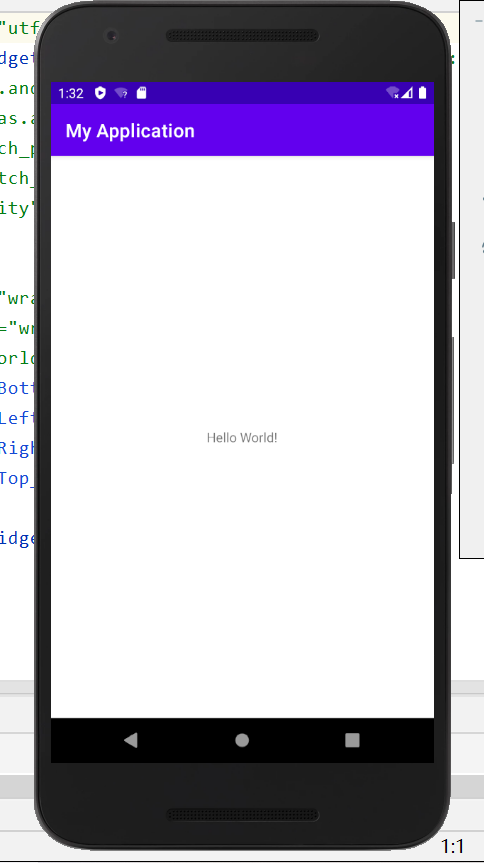 "utf
dget
.and
as.a
ch_p
tch_
ity"
"wra
="wr
orld
Bott
Left
Righ
Top_
idge
1:32
My Application
Hello World!
1:1